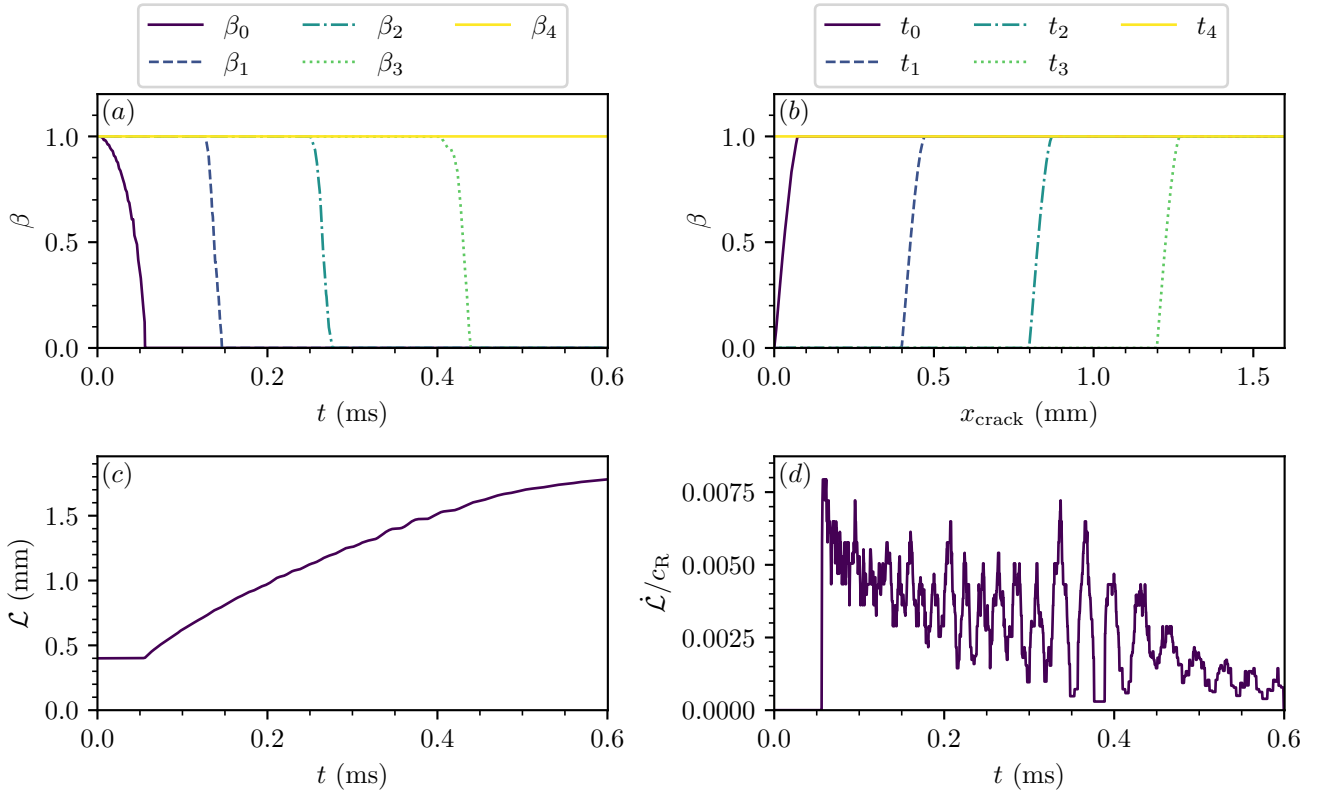 β₀ β₂ β₄
β₁ β₃
t₀ t₂ t₄
t₁ t₃
(a)
β
1.0
0.5
0.0
0.0 0.2 0.4 0.6
t (ms)
(b)
β
1.0
0.5
0.0
0.0 0.5 1.0 1.5
x_crack (mm)
(c)
ℒ (mm)
1.5
1.0
0.5
0.0
0.0 0.2 0.4 0.6
t (ms)
(d)
ℒ̇/c_R
0.0075
0.0050
0.0025
0.0000
0.0 0.2 0.4 0.6
t (ms)